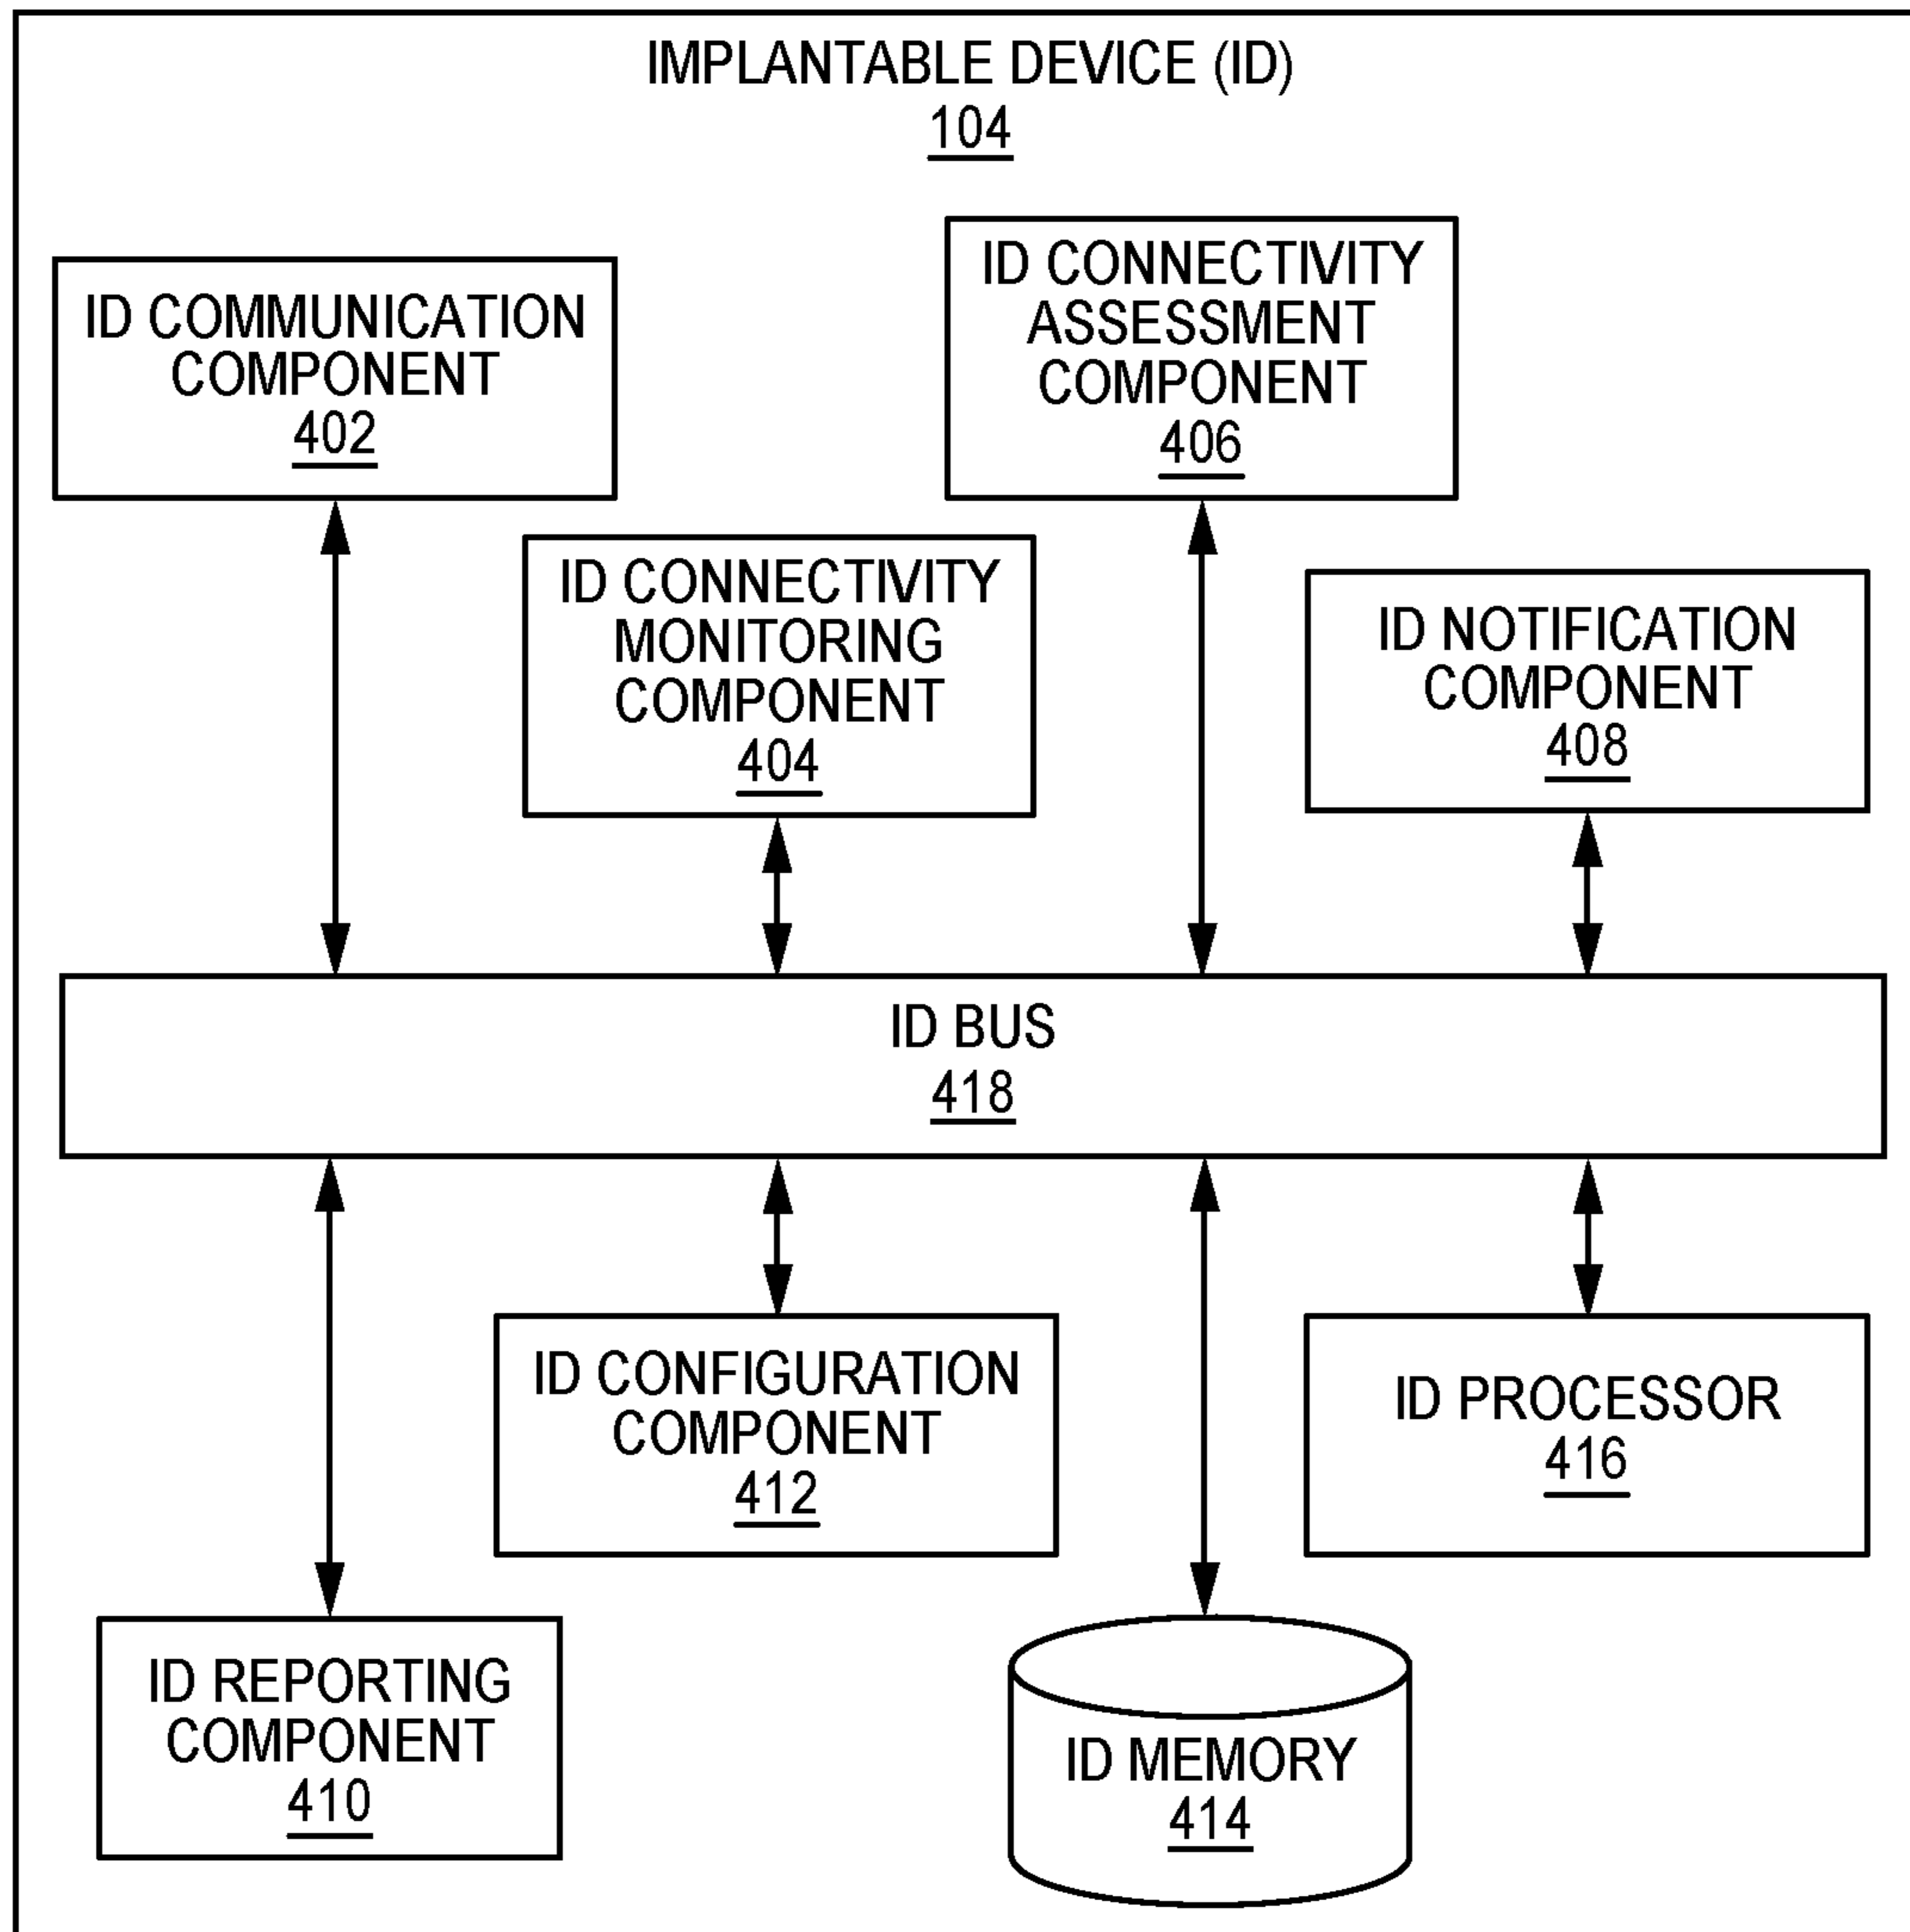 IMPLANTABLE DEVICE (ID)
104
ID COMMUNICATION
COMPONENT
402
ID CONNECTIVITY
ASSESSMENT
COMPONENT
406
ID CONNECTIVITY
MONITORING
COMPONENT
404
ID NOTIFICATION
COMPONENT
408
ID BUS
418
ID CONFIGURATION
COMPONENT
412
ID PROCESSOR
416
ID REPORTING
COMPONENT
410
ID MEMORY
414